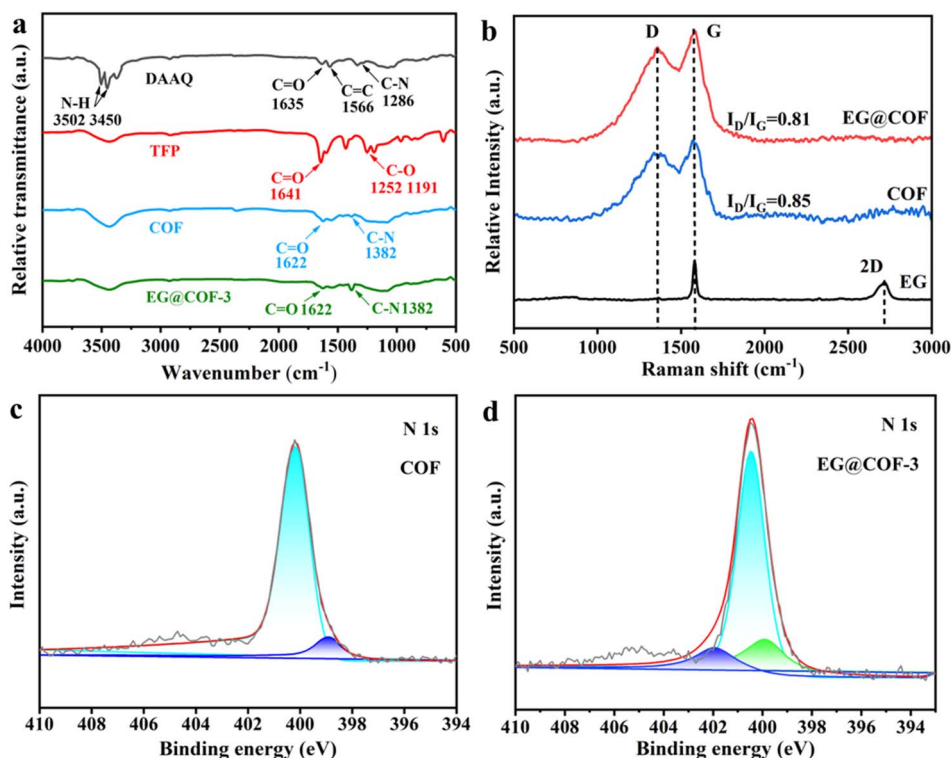 a
DAAQ
N-H
3502 3450
C=O
1635
C=C
1566
C-N
1286
TFP
C=O
1641
C-O
1252 1191
COF
C=O
1622
C-N
1382
EG@COF-3
C=O 1622
C-N1382
4000 3500 3000 2500 2000 1500 1000 500
Wavenumber (cm⁻¹)
Relative transmittance (a.u.)
b
D
G
I_D/I_G=0.81
EG@COF
I_D/I_G=0.85
COF
2D
EG
500 1000 1500 2000 2500 3000
Raman shift (cm⁻¹)
Relative Intensity (a.u.)
c
N 1s
COF
410 408 406 404 402 400 398 396 394
Binding energy (eV)
Intensity (a.u.)
d
N 1s
EG@COF-3
410 408 406 404 402 400 398 396 394
Binding energy (eV)
Intensity (a.u.)